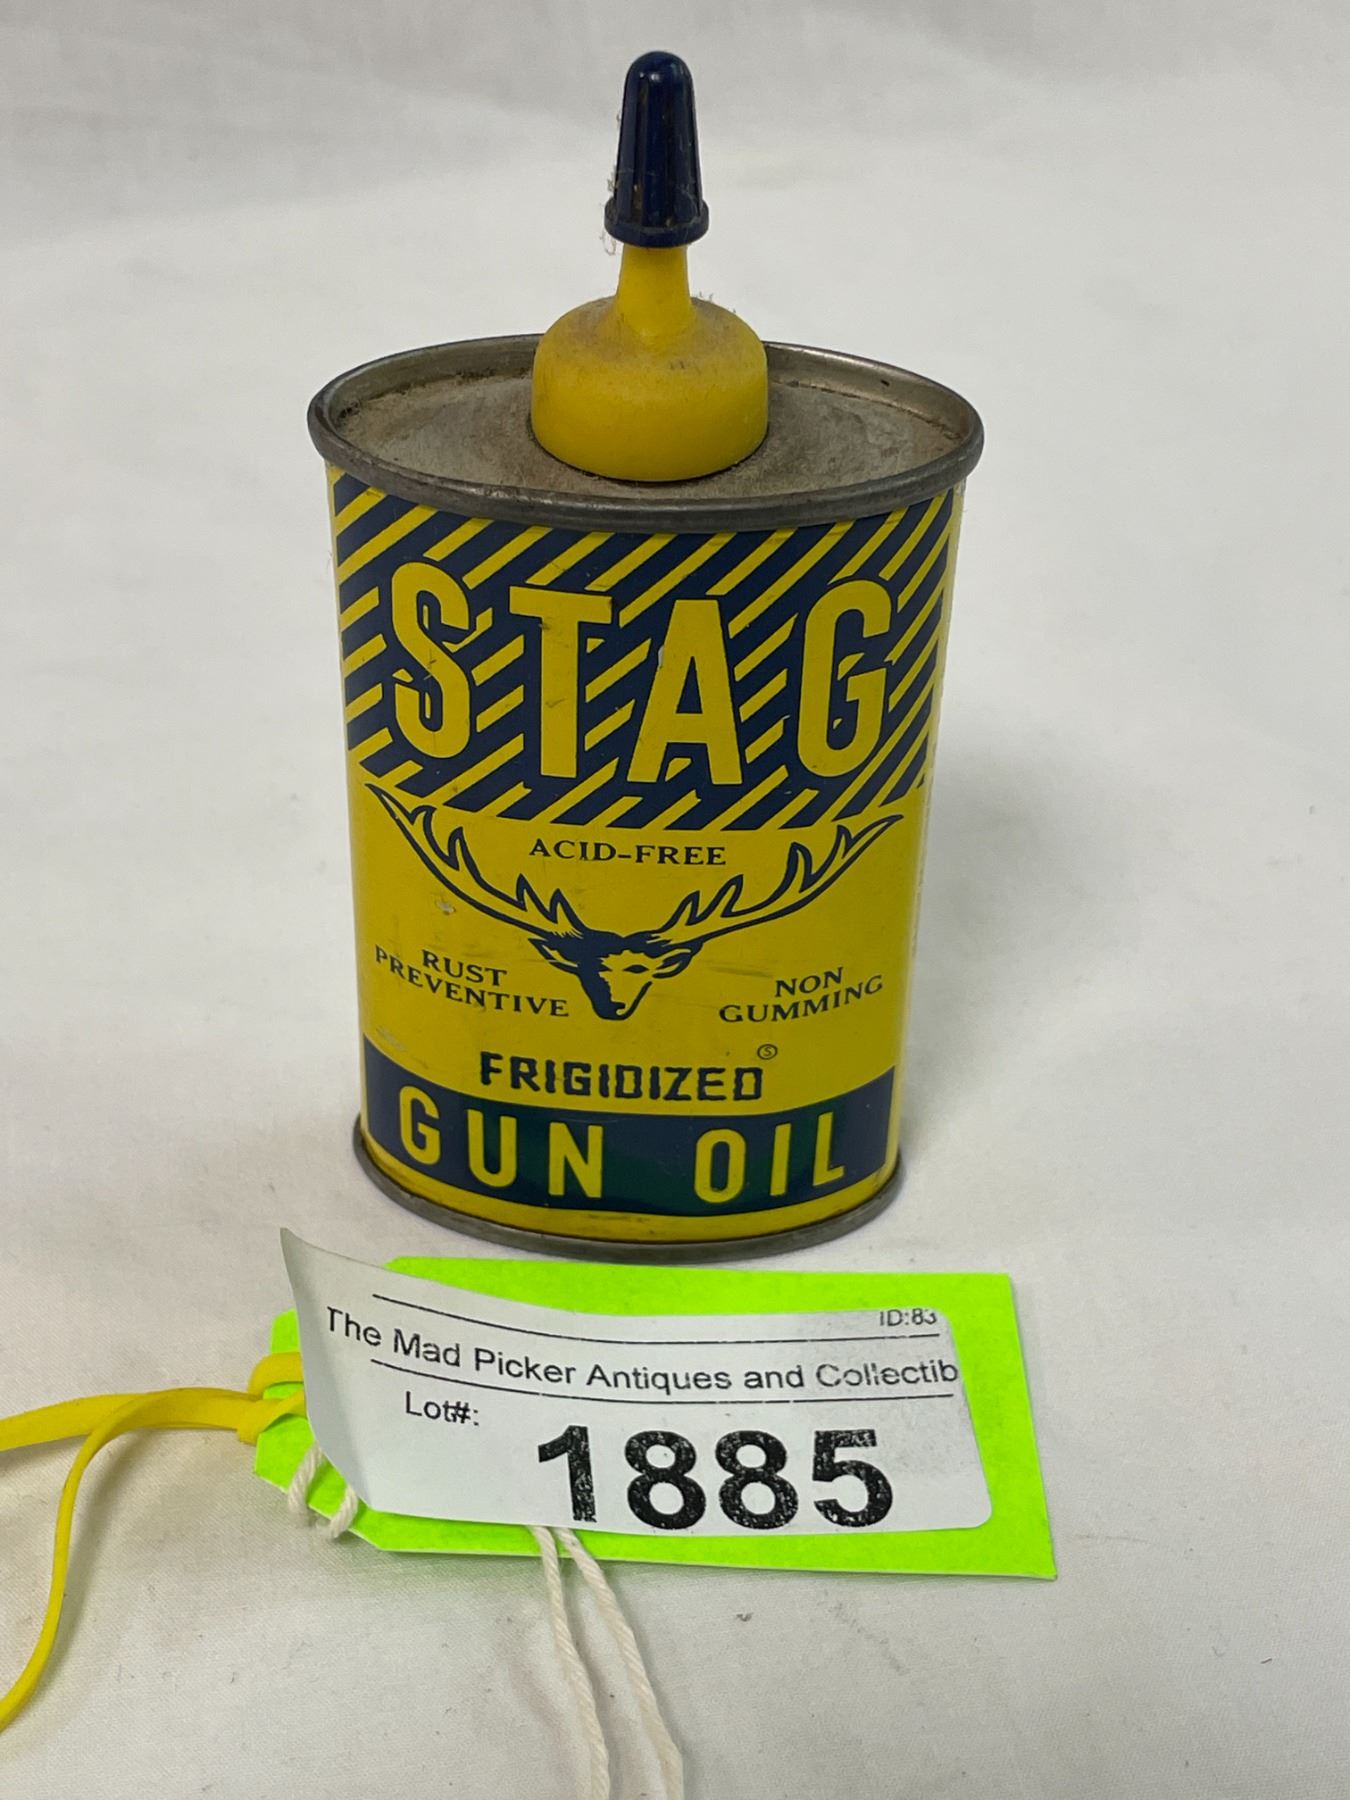 STAG
ACID-FREE
RUST
PREVENTIVE
NON
GUMMING
FRIGIDIZED Ⓢ
GUN OIL
ID:83
The Mad Picker Antiques and Collectib
Lot#:
1885